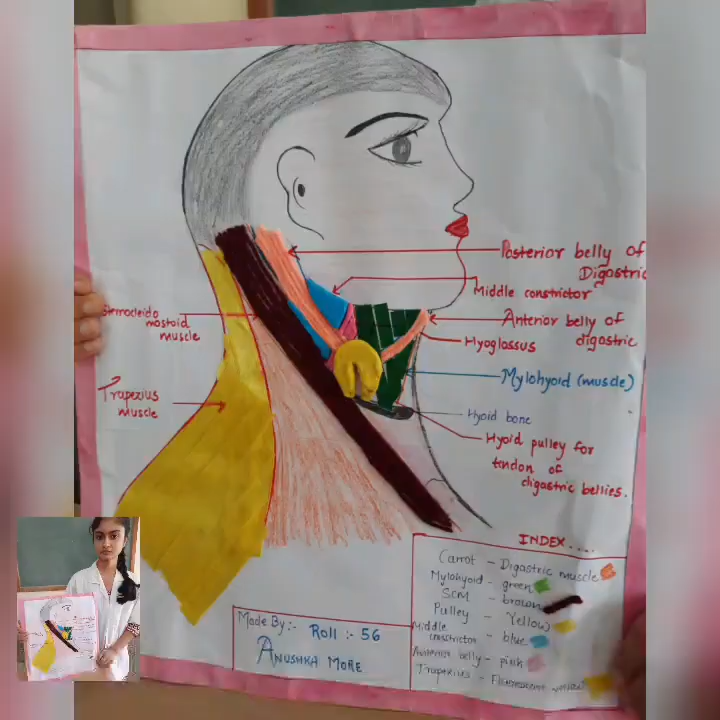 Posterior belly of
Digastric
Middle constrictor
Anterior belly of
digastric
Hyoglossus
Mylohyoid (muscle)
Hyoid bone
Hyoid pulley for
tendon of
digastric bellies.
Sternocleido
mastoid
muscle
Trapezius
muscle
INDEX....
Carrot - Digastric muscle
Mylohyoid - green
SCM - brown
Pulley - Yellow
Middle
constrictor - blue
Anterior belly - pink
Trapezius - Fluorescent yellow
Made By:- Roll :- 56
ANUSHKA MORE